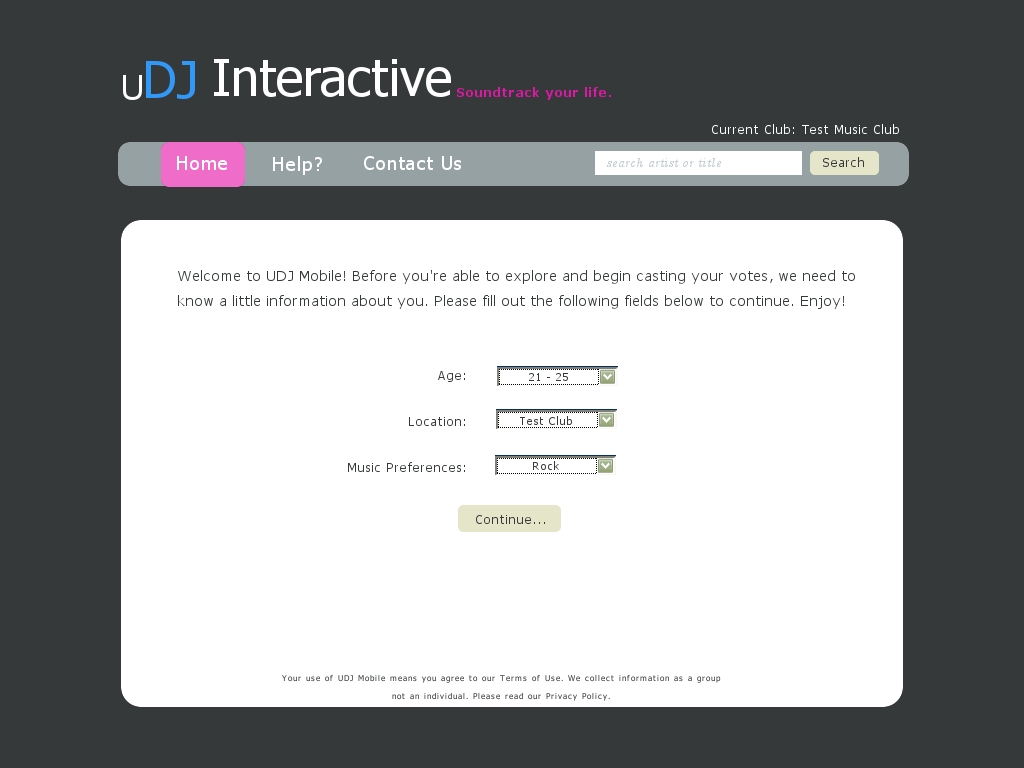 uDJ Interactive Soundtrack your life.
Current Club: Test Music Club
Home Help? Contact Us search artist or title Search
Welcome to UDJ Mobile! Before you're able to explore and begin casting your votes, we need to
know a little information about you. Please fill out the following fields below to continue. Enjoy!
Age: 21 - 25
Location: Test Club
Music Preferences: Rock
Continue...
Your use of UDJ Mobile means you agree to our Terms of Use. We collect information as a group
not an individual. Please read our Privacy Policy.